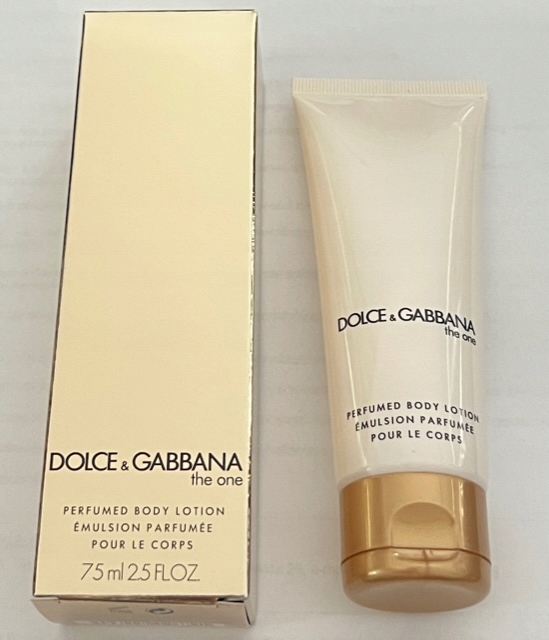 DOLCE & GABBANA
the one
PERFUMED BODY LOTION
ÉMULSION PARFUMÉE
POUR LE CORPS
75 ml 2.5 FL.OZ.
DOLCE & GABBANA
the one
PERFUMED BODY LOTION
ÉMULSION PARFUMÉE
POUR LE CORPS